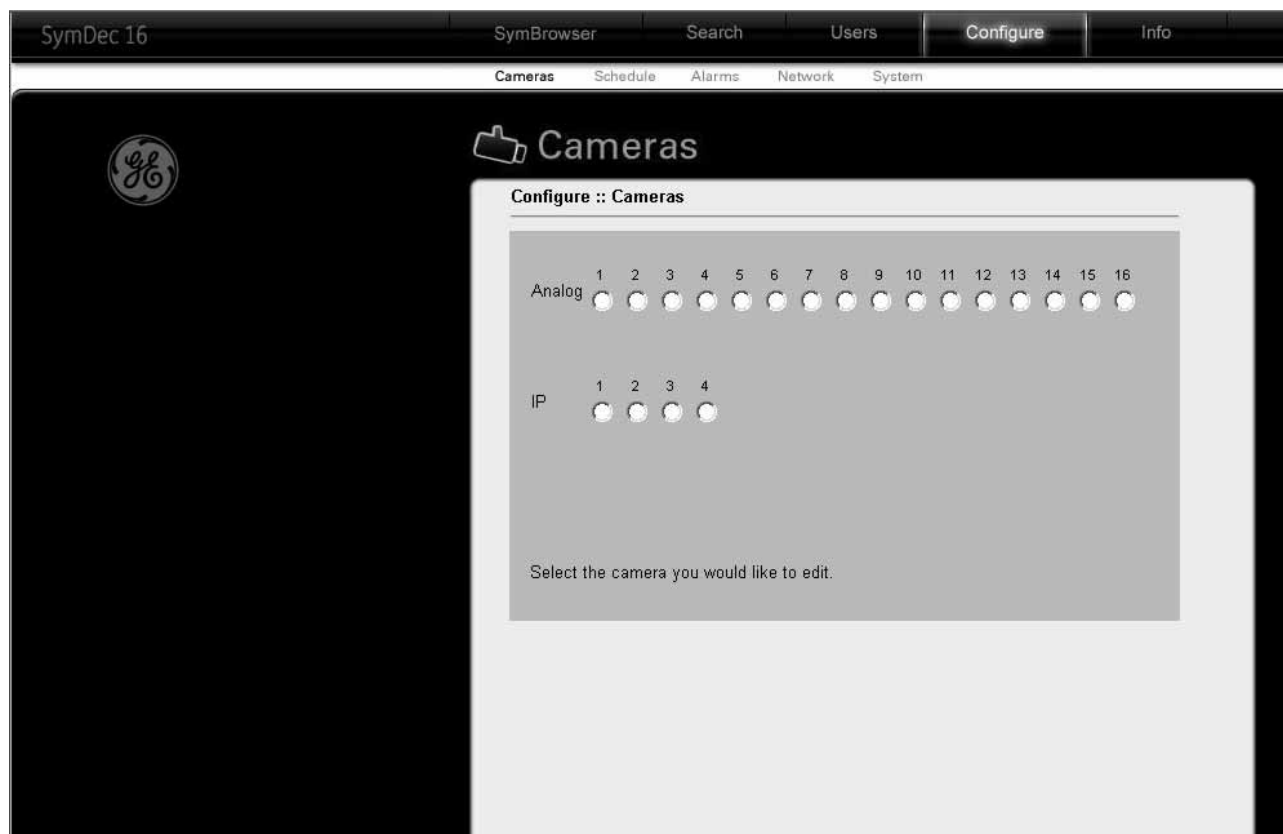 SymDec 16
SymBrowser Search Users Configure Info
Cameras Schedule Alarms Network System
GE
Cameras
Configure :: Cameras
1 2 3 4 5 6 7 8 9 10 11 12 13 14 15 16
Analog
1 2 3 4
IP
Select the camera you would like to edit.